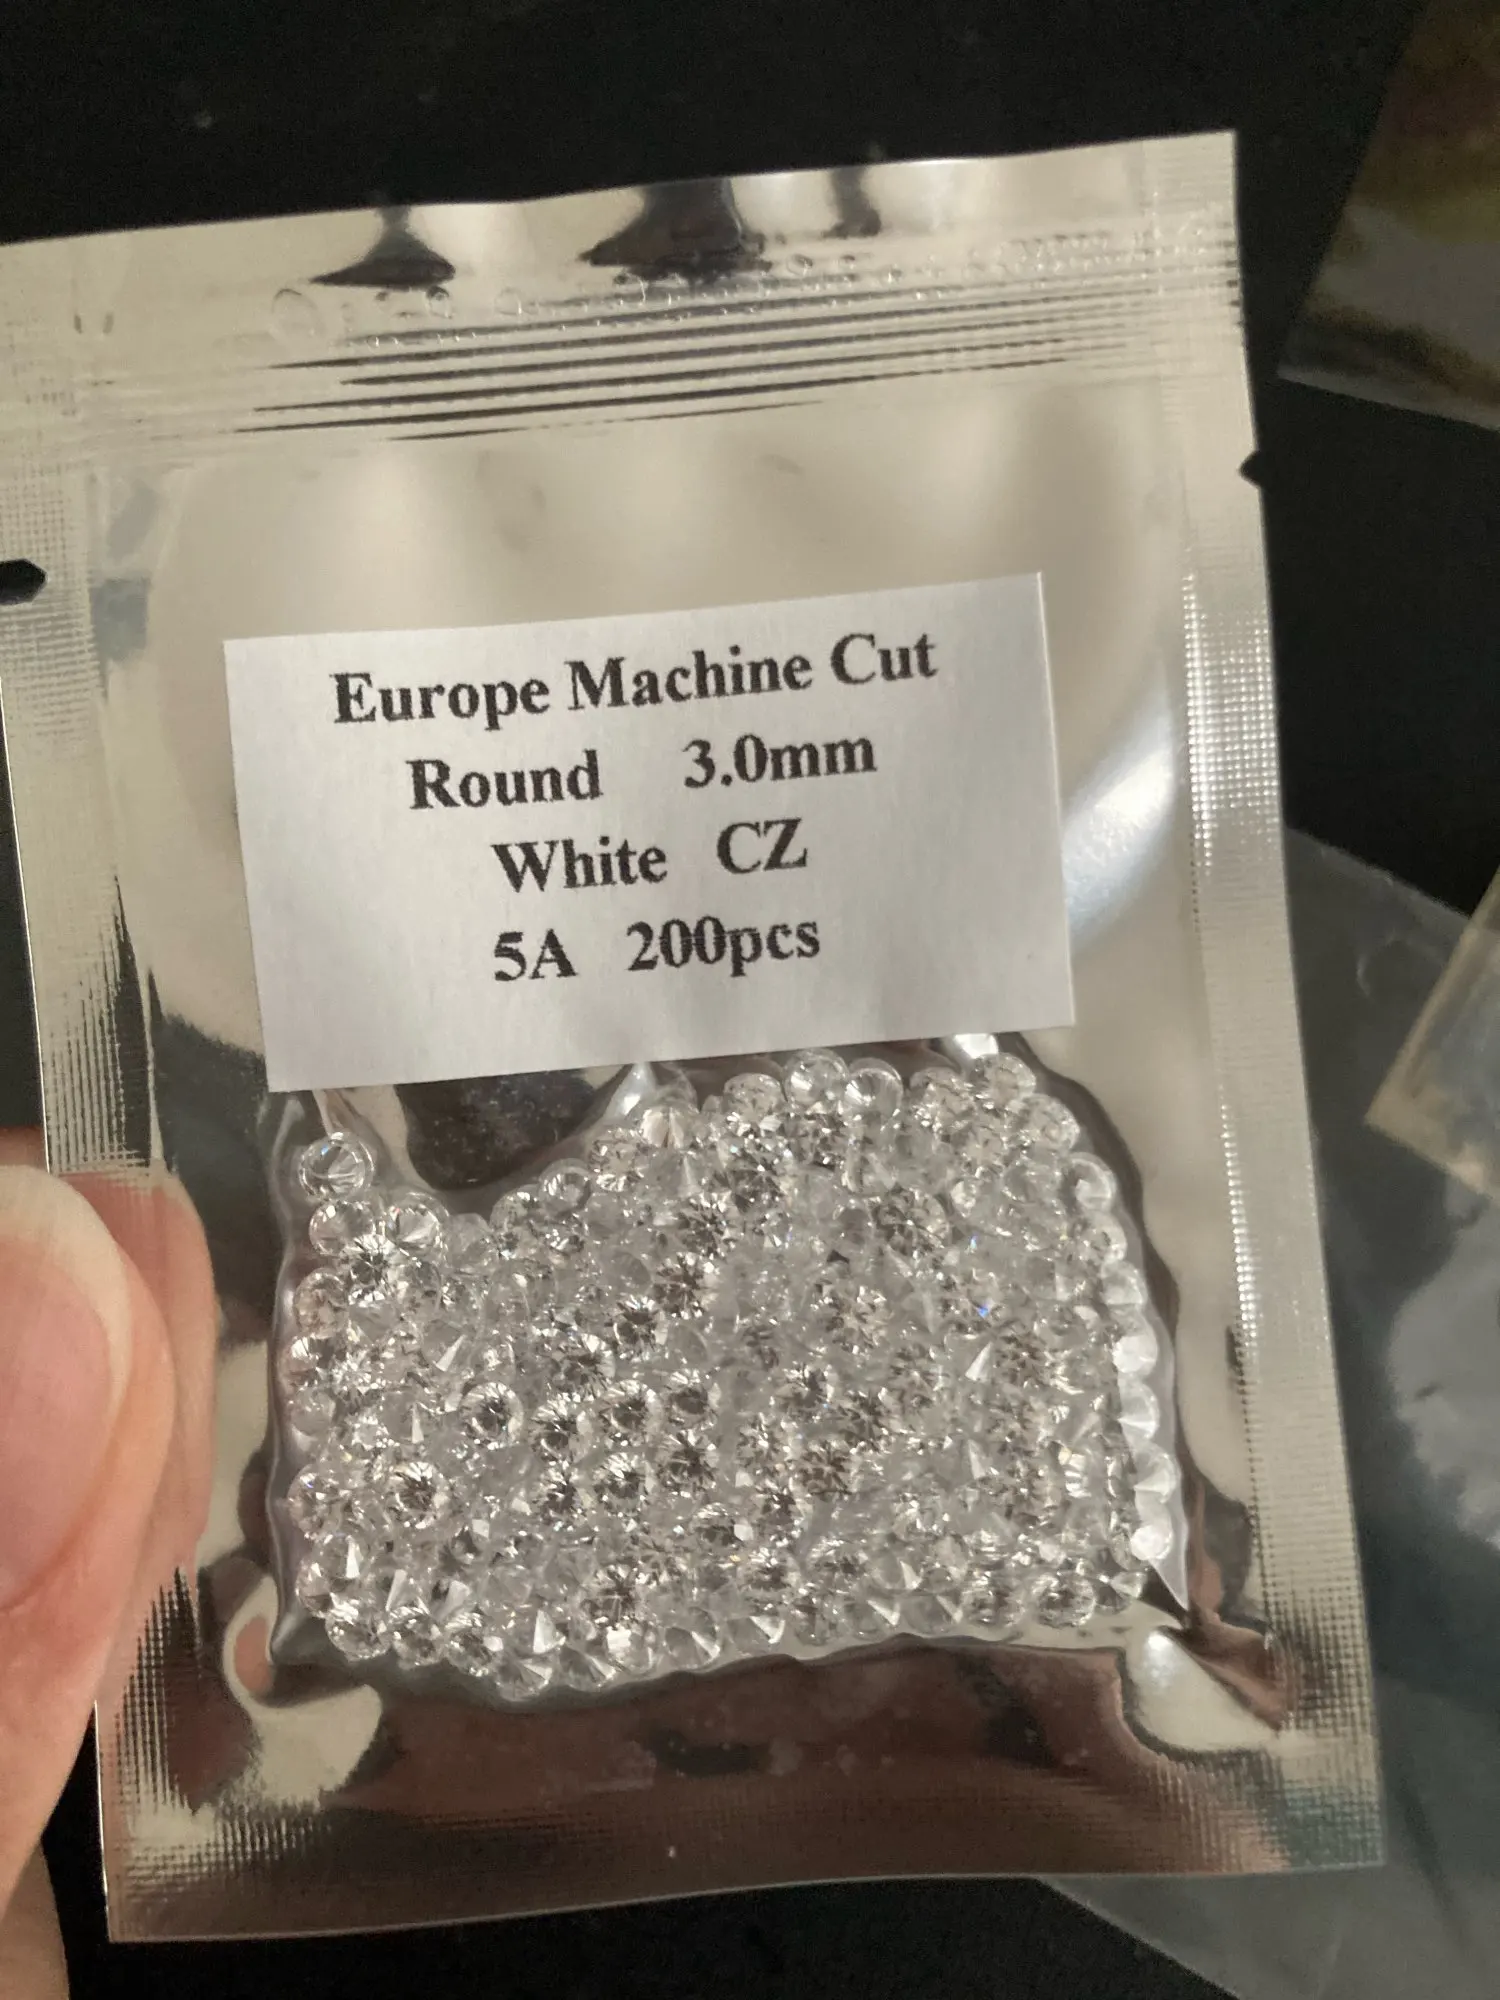 Europe Machine Cut
Round 3.0mm
White CZ
5A 200pcs